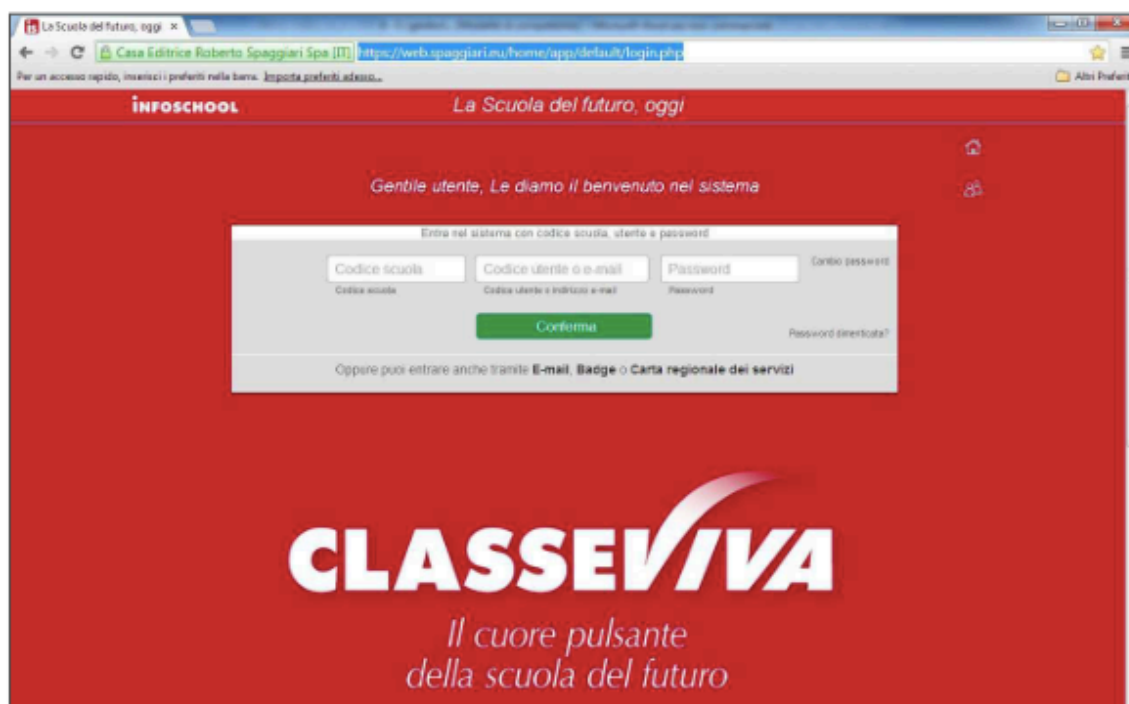 La Scuola del futuro, oggi
Casa Editrice Roberto Spaggiari Spa [IT] https://web.spaggiari.eu/home/app/default/login.php
Per un accesso rapido, inserisci i preferiti nella barra. Importa preferiti adesso...
Altri Preferiti
INFOSCHOOL
La Scuola del futuro, oggi
Gentile utente, Le diamo il benvenuto nel sistema
Entra nel sistema con codice scuola, utente e password
Codice scuola Codice utente o e-mail Password
Cambio password
Codice scuola Codice utente o indirizzo e-mail Password
Conferma
Password dimenticata?
Oppure puoi entrare anche tramite E-mail, Badge o Carta regionale dei servizi
CLASSEVIVA
Il cuore pulsante
della scuola del futuro